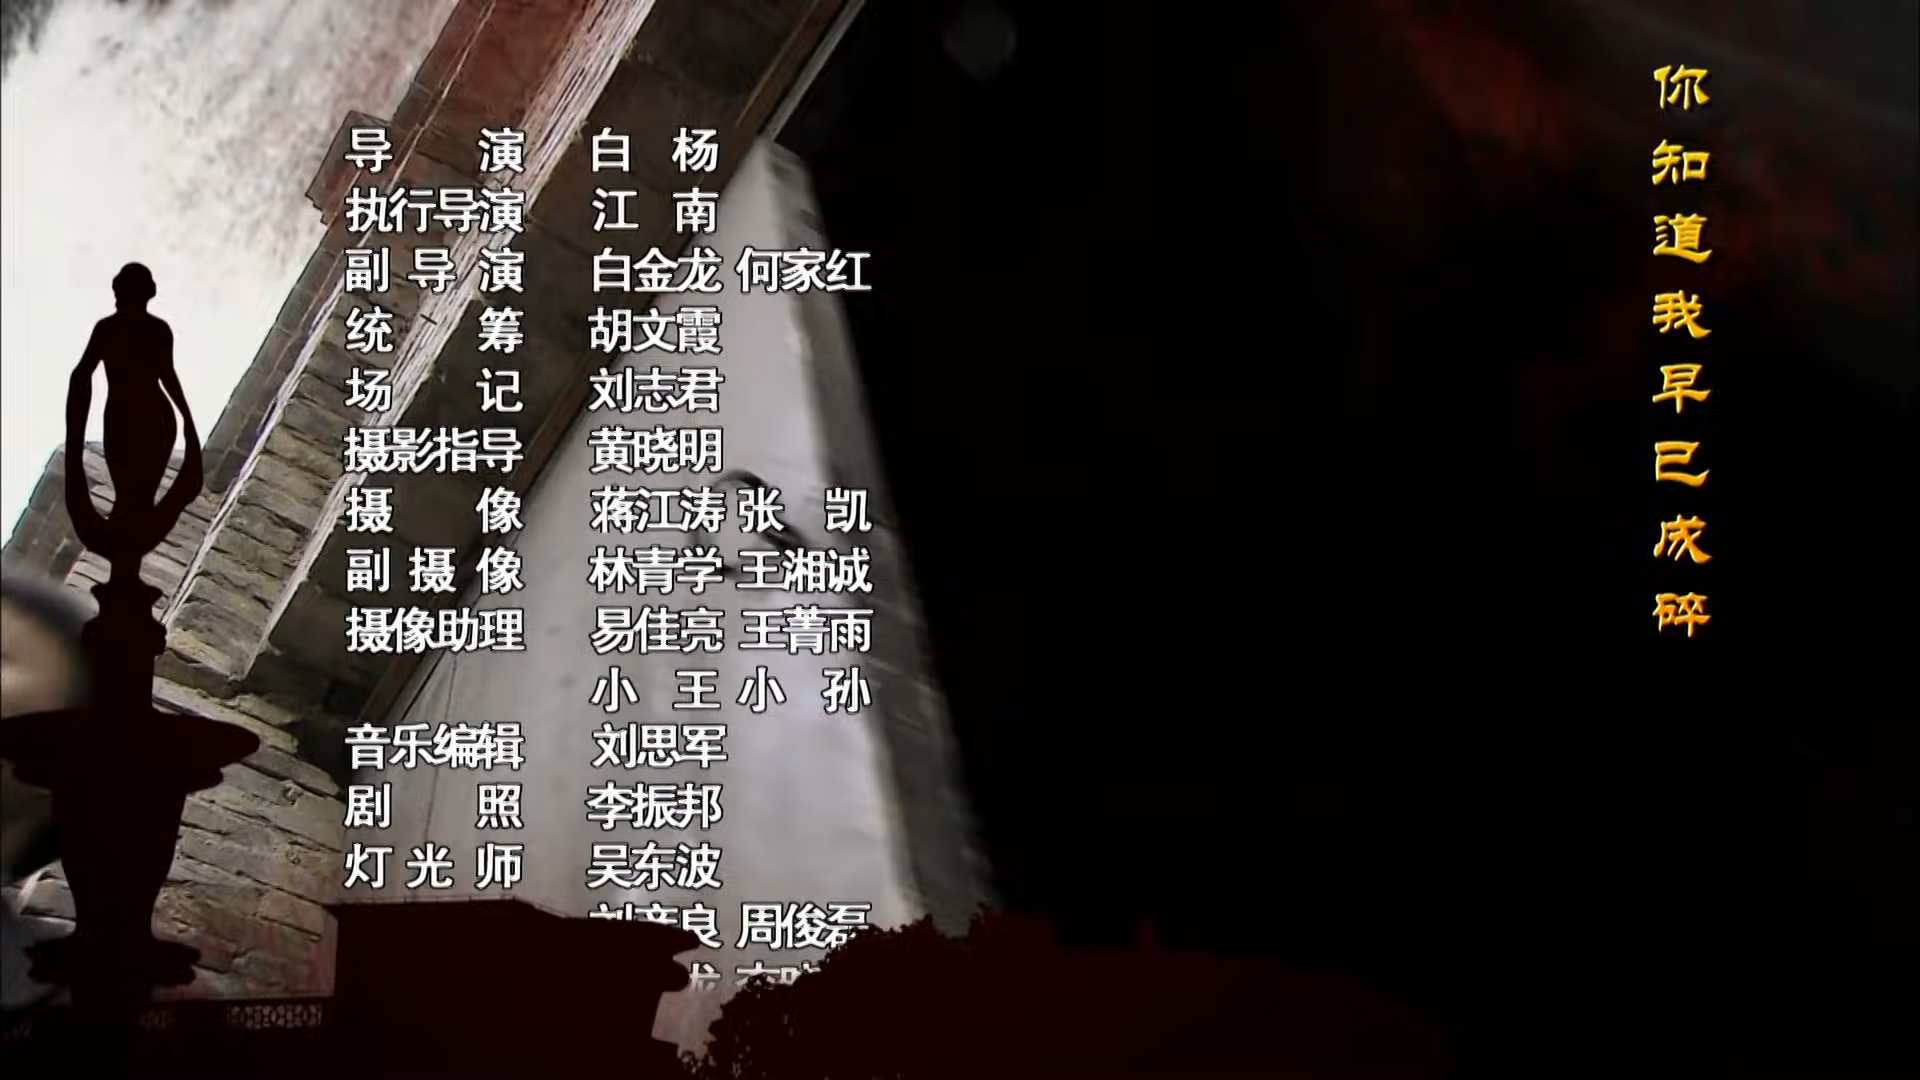 导演 白杨
执行导演 江南
副导演 白金龙 何家红
统筹 胡文霞
场记 刘志君
摄影指导 黄晓明
摄像 蒋江涛 张凯
副摄像 林青学 王湘诚
摄像助理 易佳亮 王菁雨
小王 小孙
音乐编辑 刘思军
剧照 李振邦
灯光师 吴东波
良 周俊磊
你知道我早已成碎